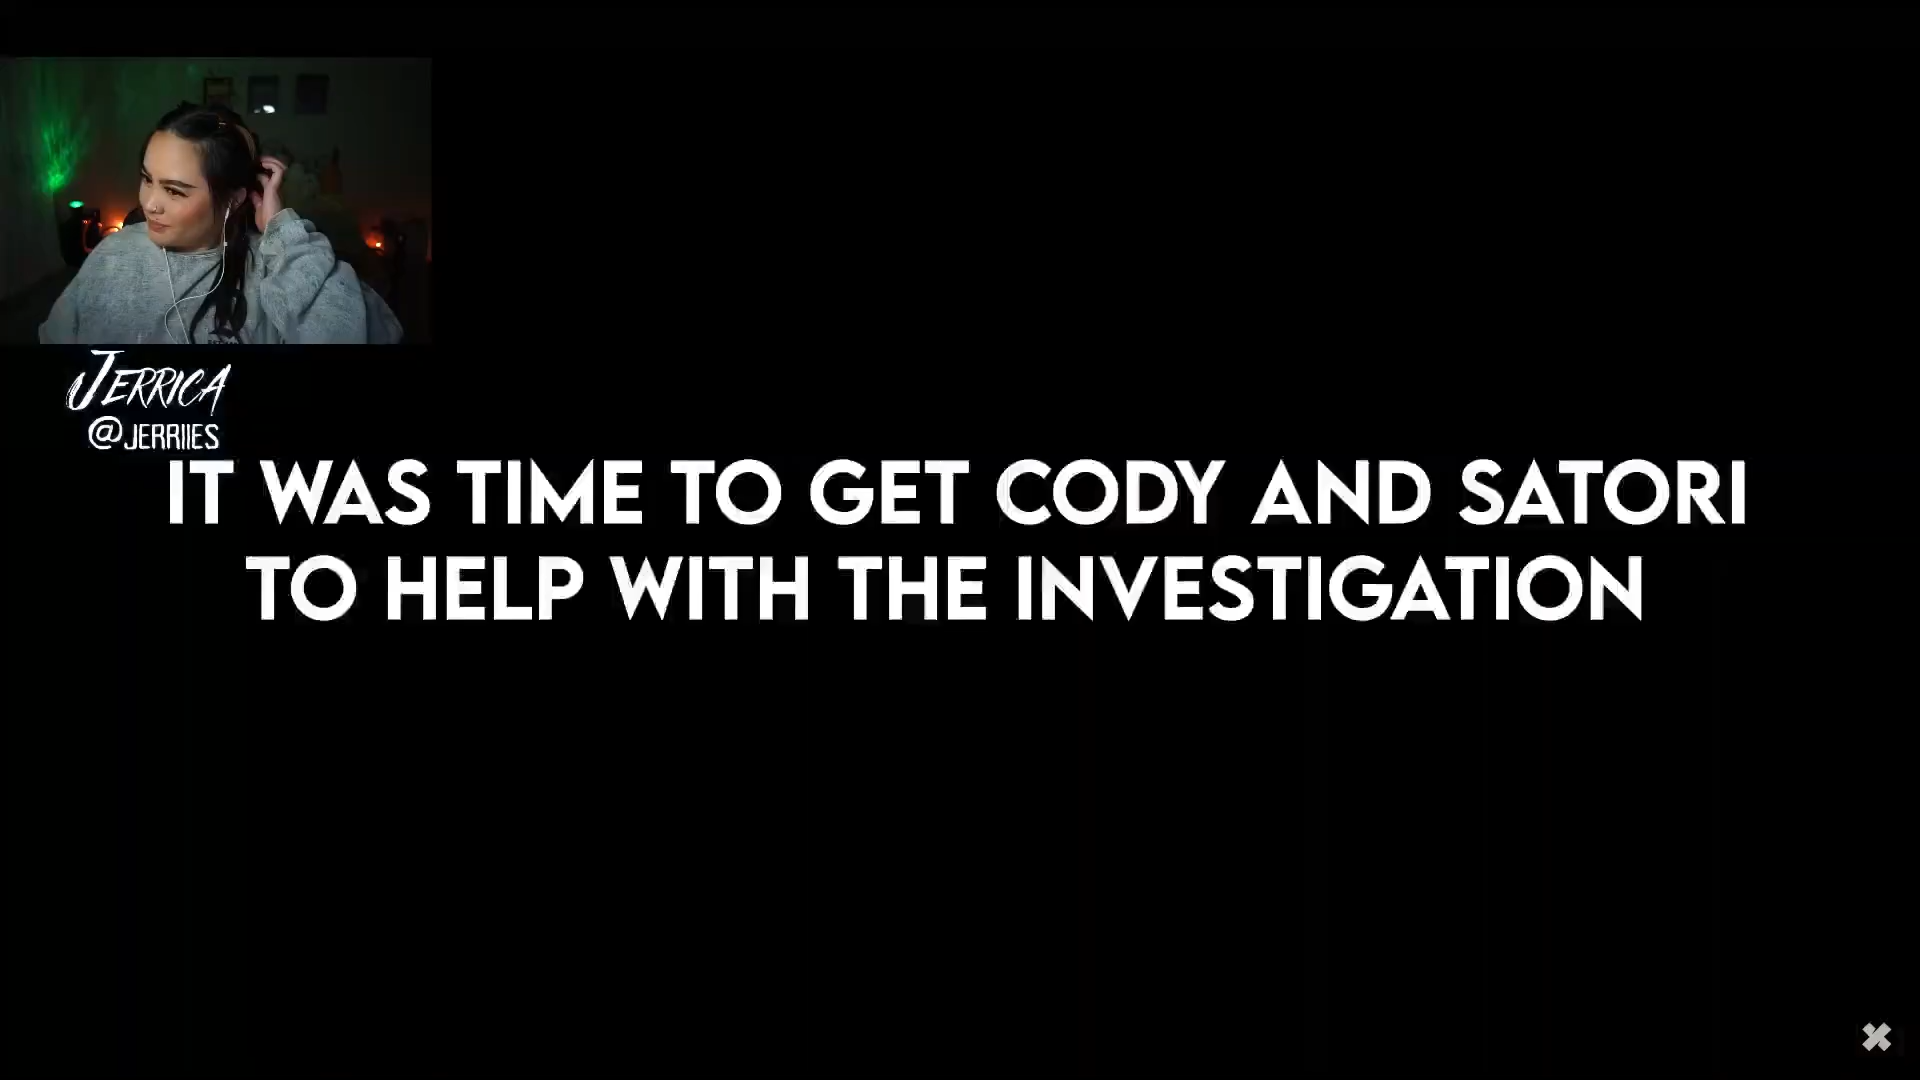 JERRICA
@JERRIIES
IT WAS TIME TO GET CODY AND SATORI
TO HELP WITH THE INVESTIGATION